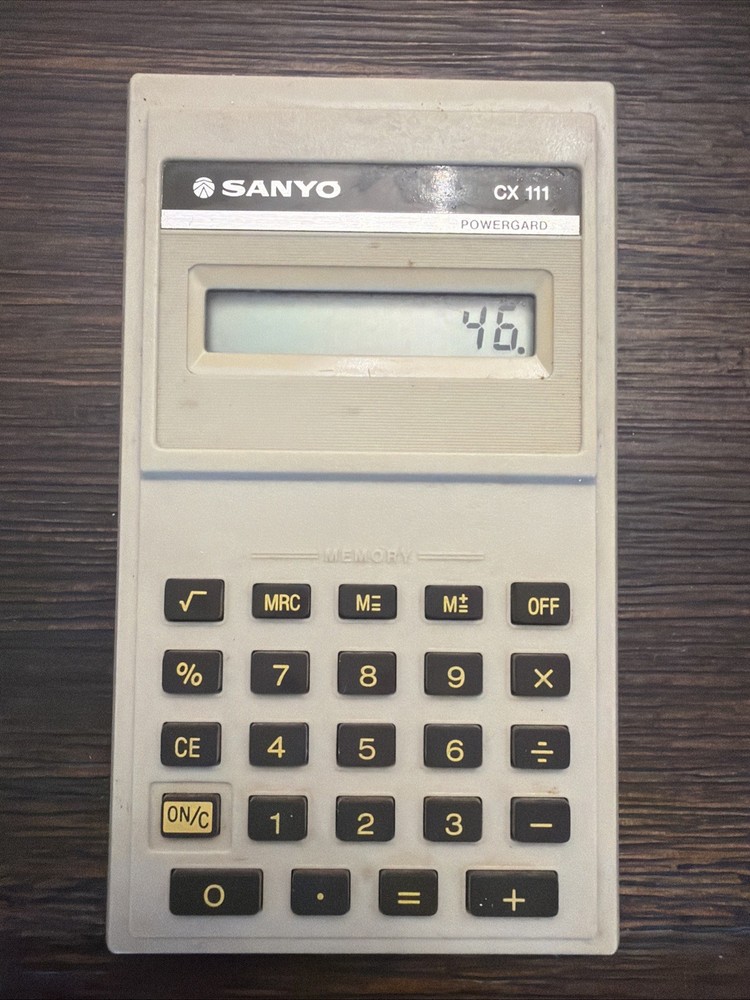 SANYO CX 111
POWERGARD
46.
MEMORY
√ MRC M= M± OFF
% 7 8 9 ×
CE 4 5 6 ÷
ON/C 1 2 3 −
0 . = +